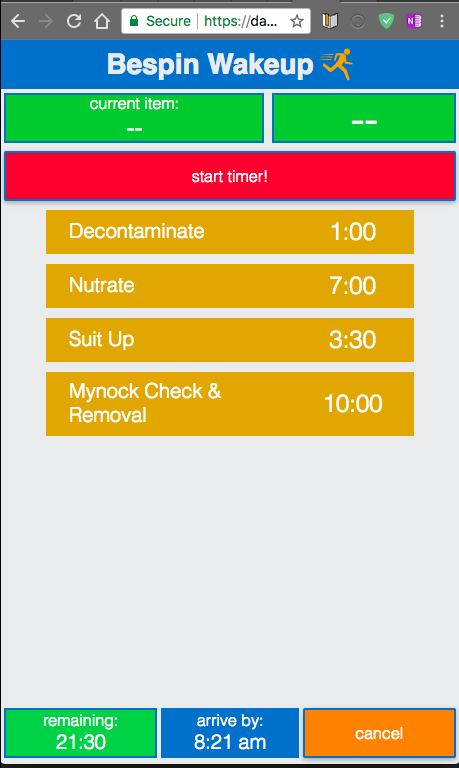 Secure https://da...
Bespin Wakeup
current item:
--
--
start timer!
Decontaminate 1:00
Nutrate 7:00
Suit Up 3:30
Mynock Check &
Removal
10:00
remaining:
21:30
arrive by:
8:21 am
cancel